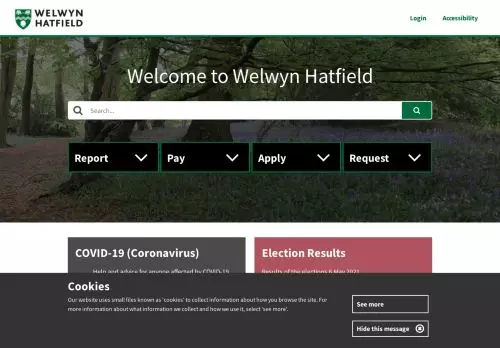 WELWYN
HATFIELD
Login
Accessibility
Welcome to Welwyn Hatfield
Search...
Report
Pay
Apply
Request
COVID-19 (Coronavirus)
Election Results
Help and advice for anyone affected by COVID-19
Results of the elections 6 May 2021
Cookies
Our website uses small files known as 'cookies' to collect information about how you browse the site. For
more information about what information we collect and how we use it, select 'see more'.
See more
Hide this message